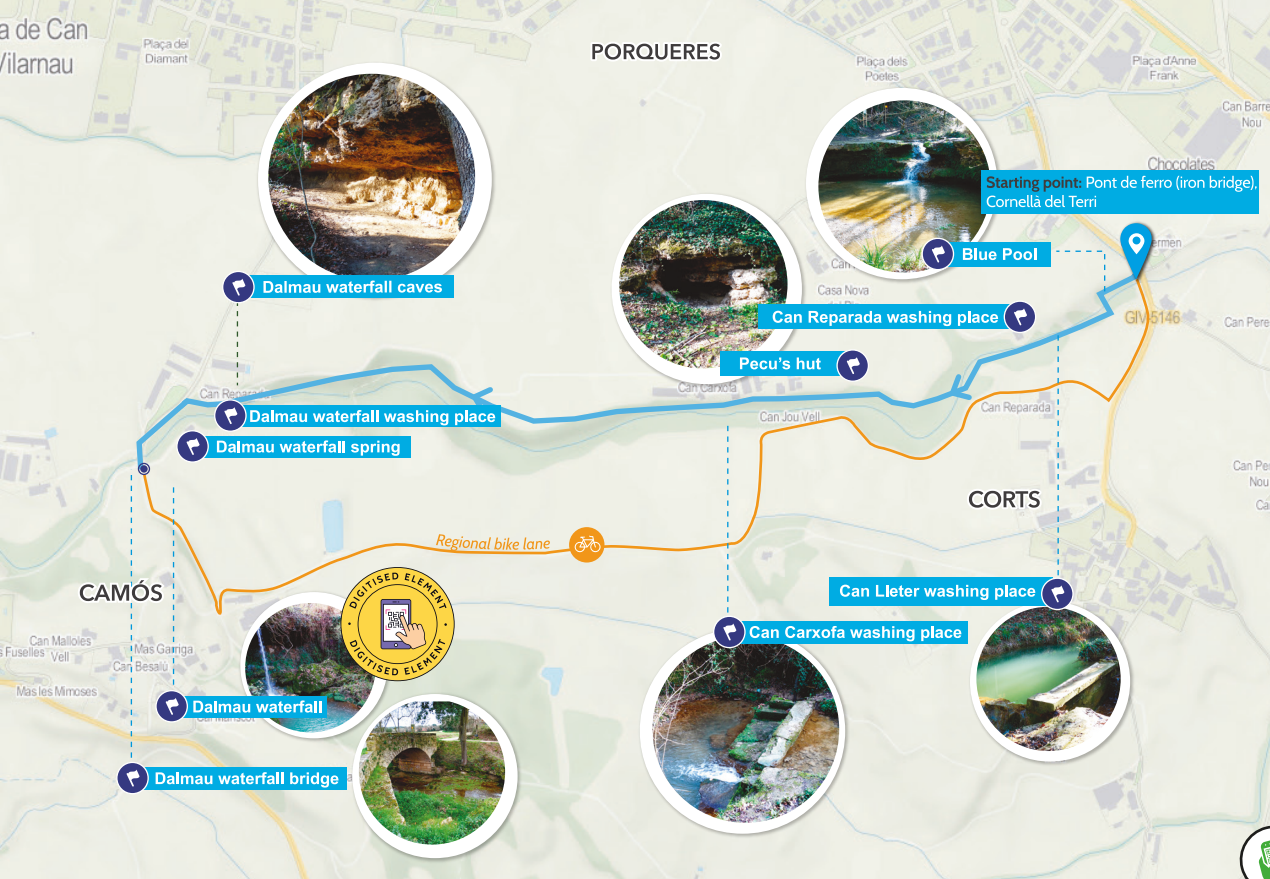 a de Can
Vilarnau
Plaça del
Diamant
PORQUERES
Plaça dels
Poetes
Plaça d'Anne
Frank
Can Barre
Nou
Chocolates
Starting point: Pont de ferro (iron bridge),
Cornellà del Terri
Blue Pool
Casa Nova
Can Reparada washing place
GIV-5146
Can Pere
Dalmau waterfall caves
Pecu's hut
Can Carxofa
Can Reparada
Dalmau waterfall washing place
Can Jou Vell
Can Reparada
Dalmau waterfall spring
CORTS
Nou
Regional bike lane
CAMÓS
DIGITISED ELEMENT
DIGITISED ELEMENT
Can Lleter washing place
Can Carxofa washing place
Can Malloles
Vell
s Fuselles
Mas Gaünga
Can Besalú
Mas les Mimoses
Dalmau waterfall
Dalmau waterfall bridge